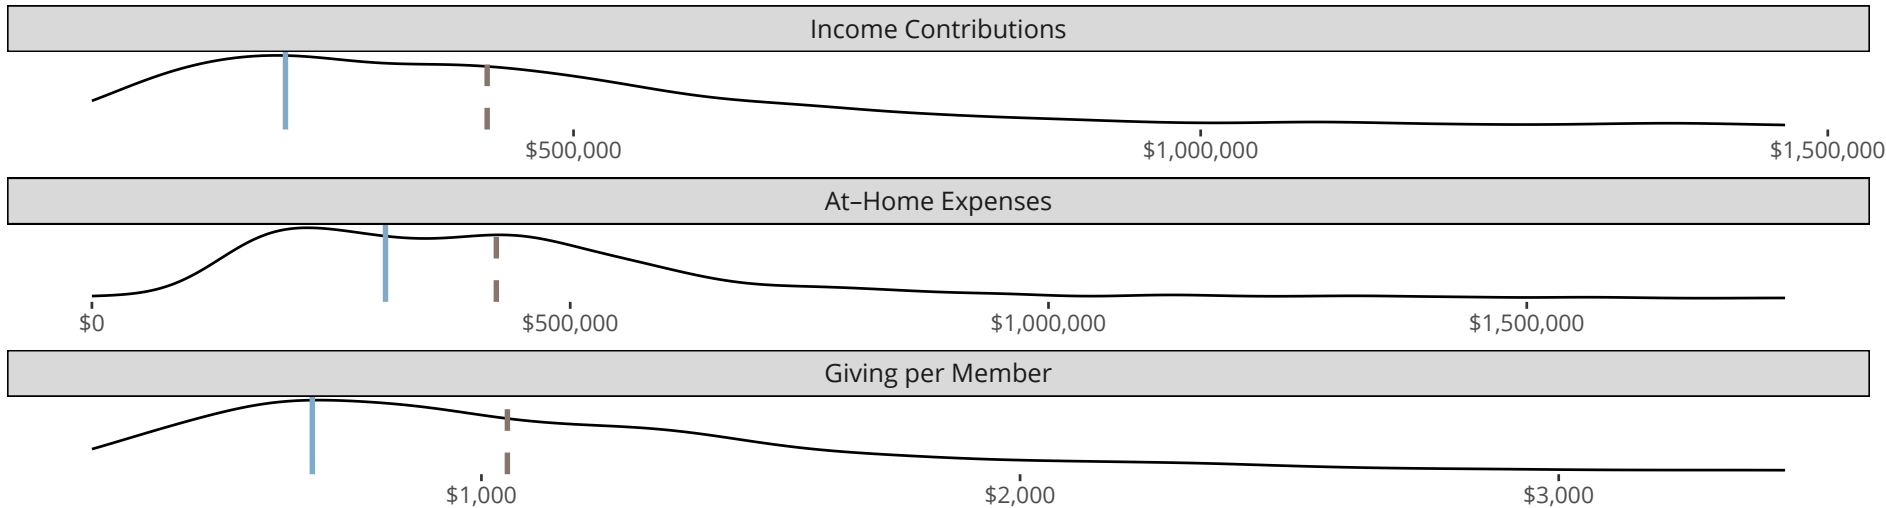 Income Contributions
$500,000 $1,000,000 $1,500,000
At–Home Expenses
$0 $500,000 $1,000,000 $1,500,000
Giving per Member
$1,000 $2,000 $3,000